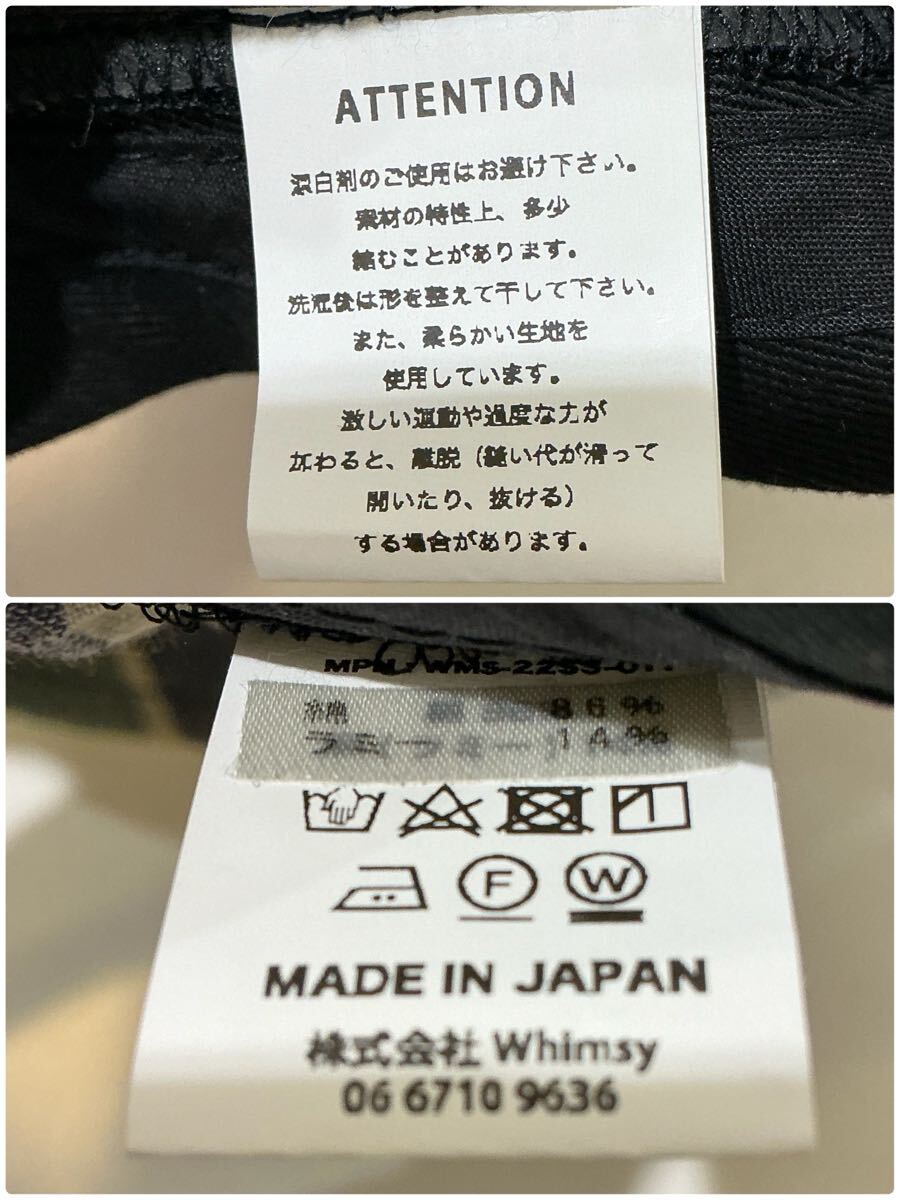 ATTENTION
漂白剤のご使用はお避け下さい。
素材の特性上、多少
縮むことがあります。
洗濯後は形を整えて干して下さい。
また、柔らかい生地を
使用しています。
激しい運動や過度な力が
加わると、離脱（縫い代が滑って
開いたり、抜ける）
する場合があります。
綿 86%
14%
F
W
MADE IN JAPAN
株式会社 Whimsy
06 6710 9636